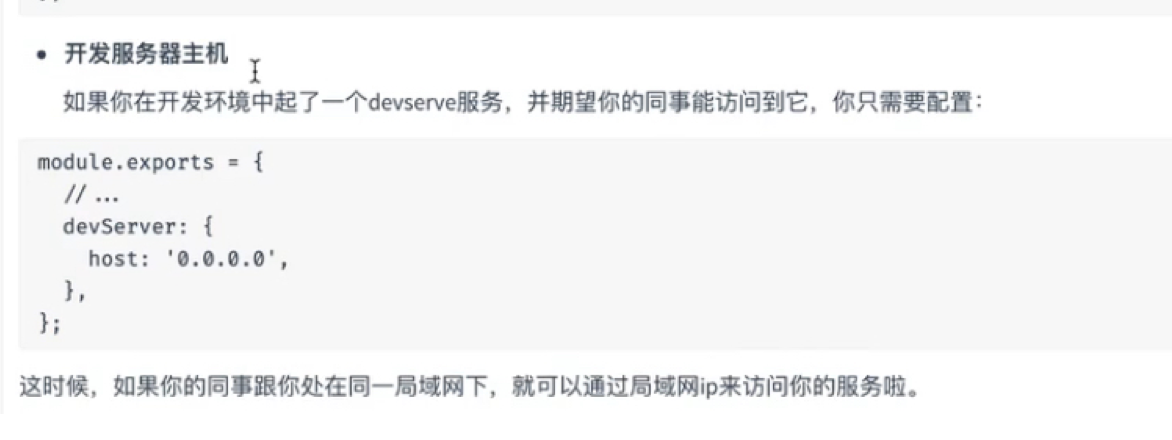 • 开发服务器主机
如果你在开发环境中起了一个devserve服务，并期望你的同事能访问到它，你只需要配置：
module.exports = {
  // ...
  devServer: {
    host: '0.0.0.0',
  },
};
这时候，如果你的同事跟你处在同一局域网下，就可以通过局域网ip来访问你的服务啦。